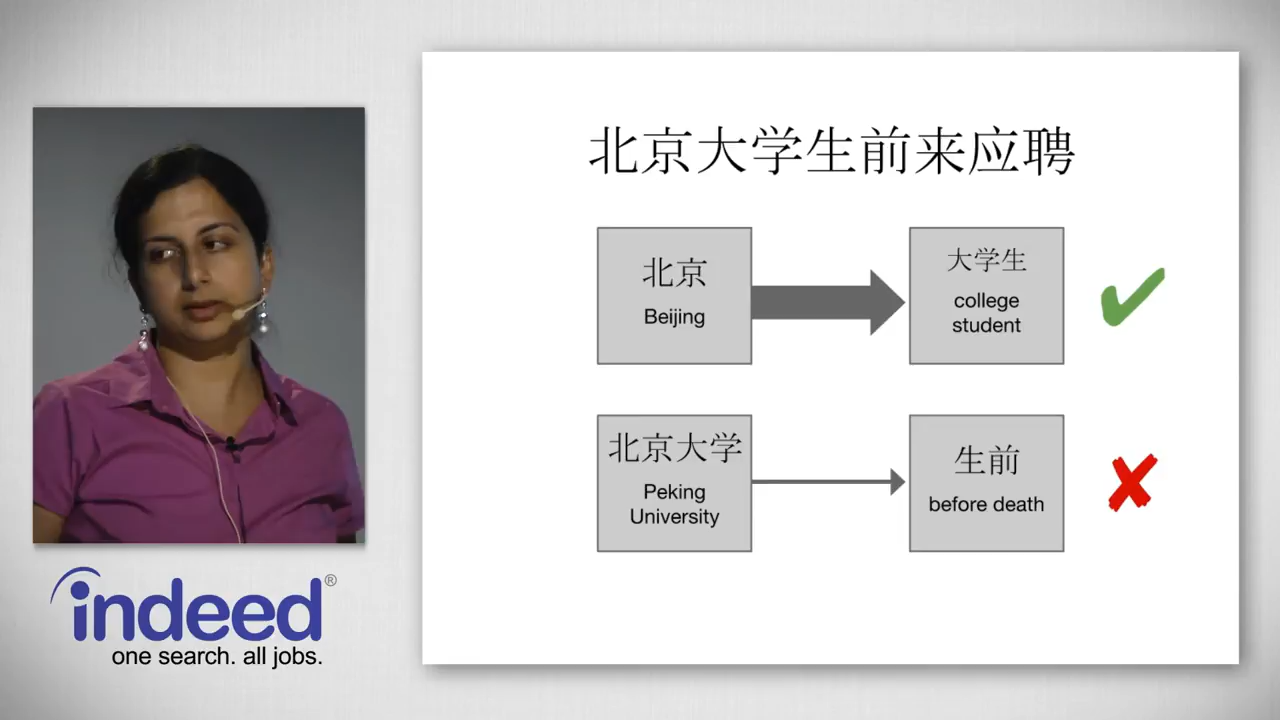 北京大学生前来应聘
北京
Beijing
大学生
college
student
北京大学
Peking
University
生前
before death
indeed®
one search. all jobs.